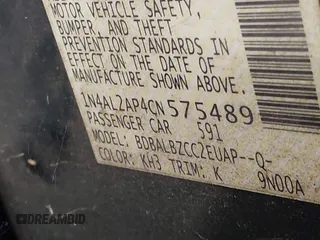 MOTOR VEHICLE SAFETY,
BUMPER, AND THEFT
PREVENTION STANDARDS
EFFECT ON THE DATE OF
MANUFACTURE SHOWN ABOVE.
1N4AL2AP4CN575489
PASSENGER CAR 591
MODEL: BDBALBZCC2EUAP--Q-
COLOR: KH3 TRIM: K 9N00A
DREAMBID